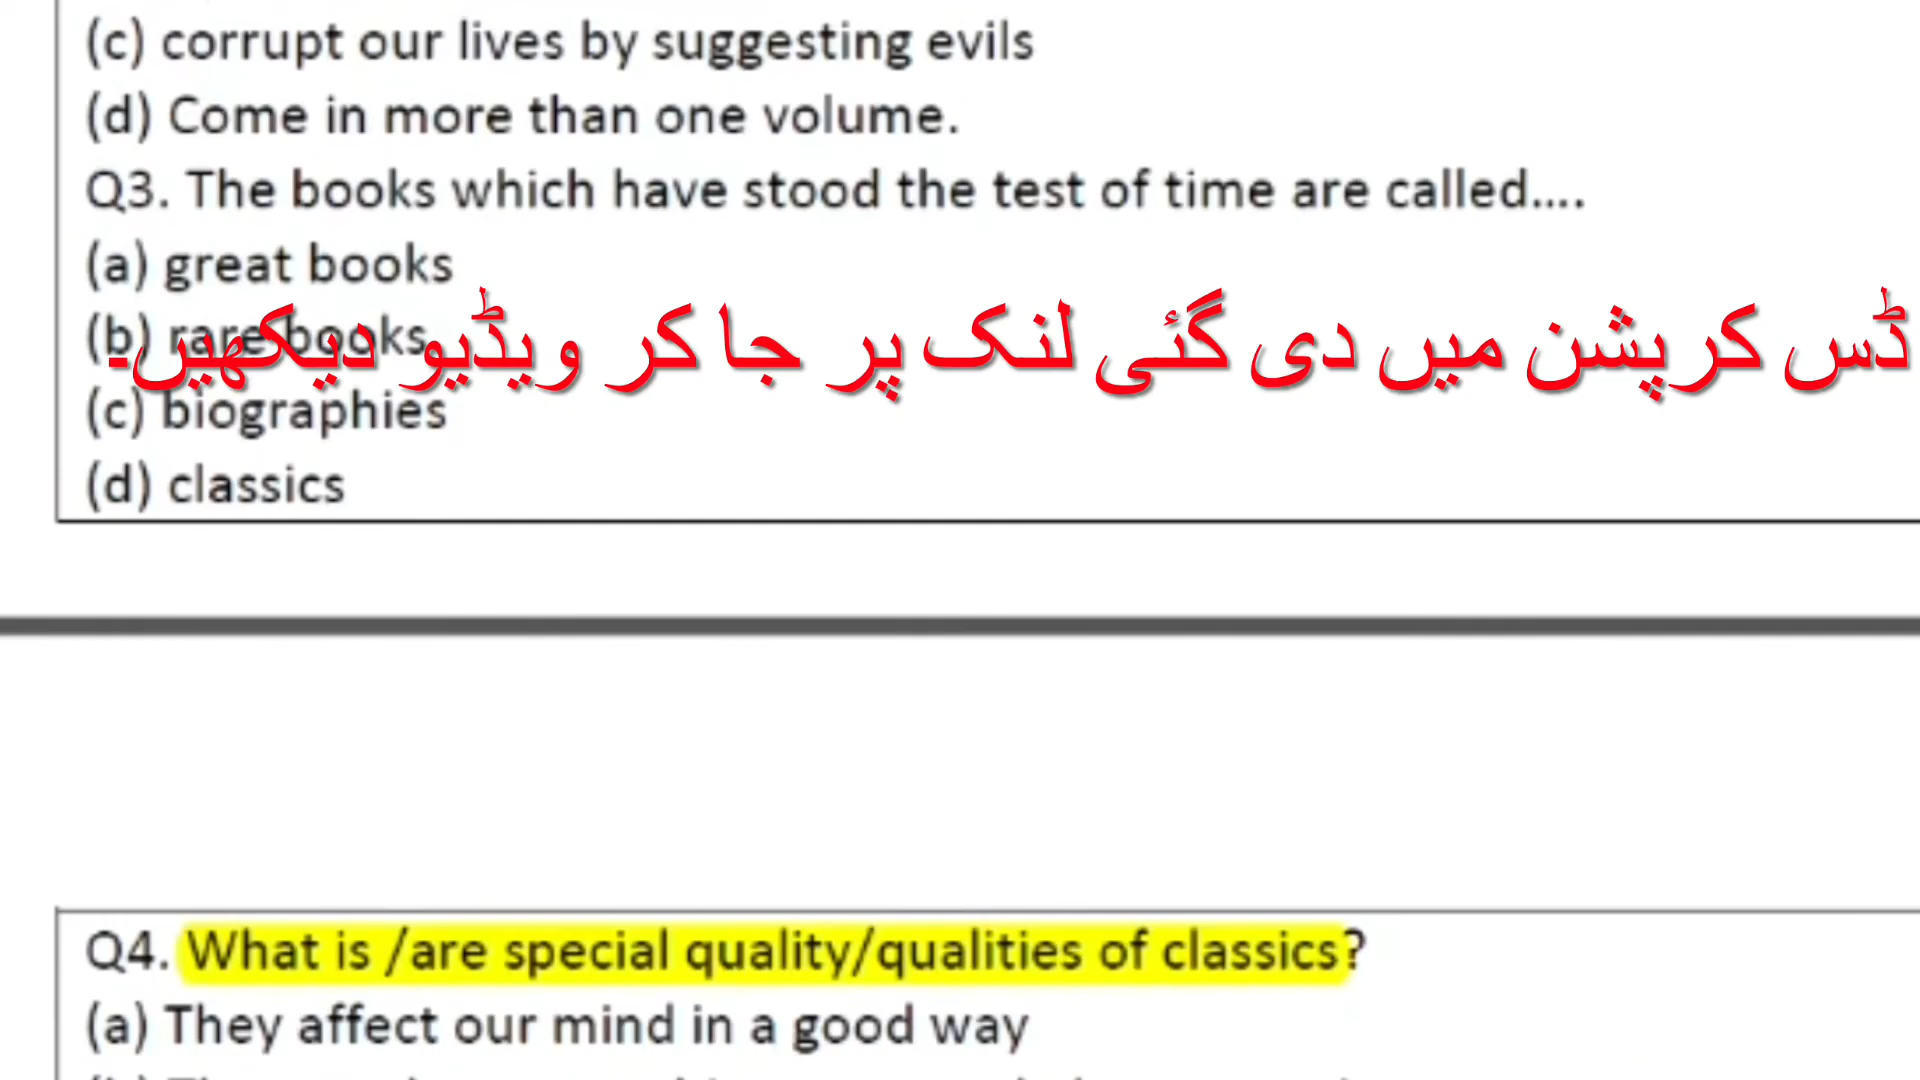 (c) corrupt our lives by suggesting evils
(d) Come in more than one volume.
Q3. The books which have stood the test of time are called....
(a) great books
(b) rare books
ڈس کرپشن میں دی گئی لنک پر جا کر ویڈیو دیکھیں۔
(c) biographies
(d) classics
Q4. What is /are special quality/qualities of classics?
(a) They affect our mind in a good way